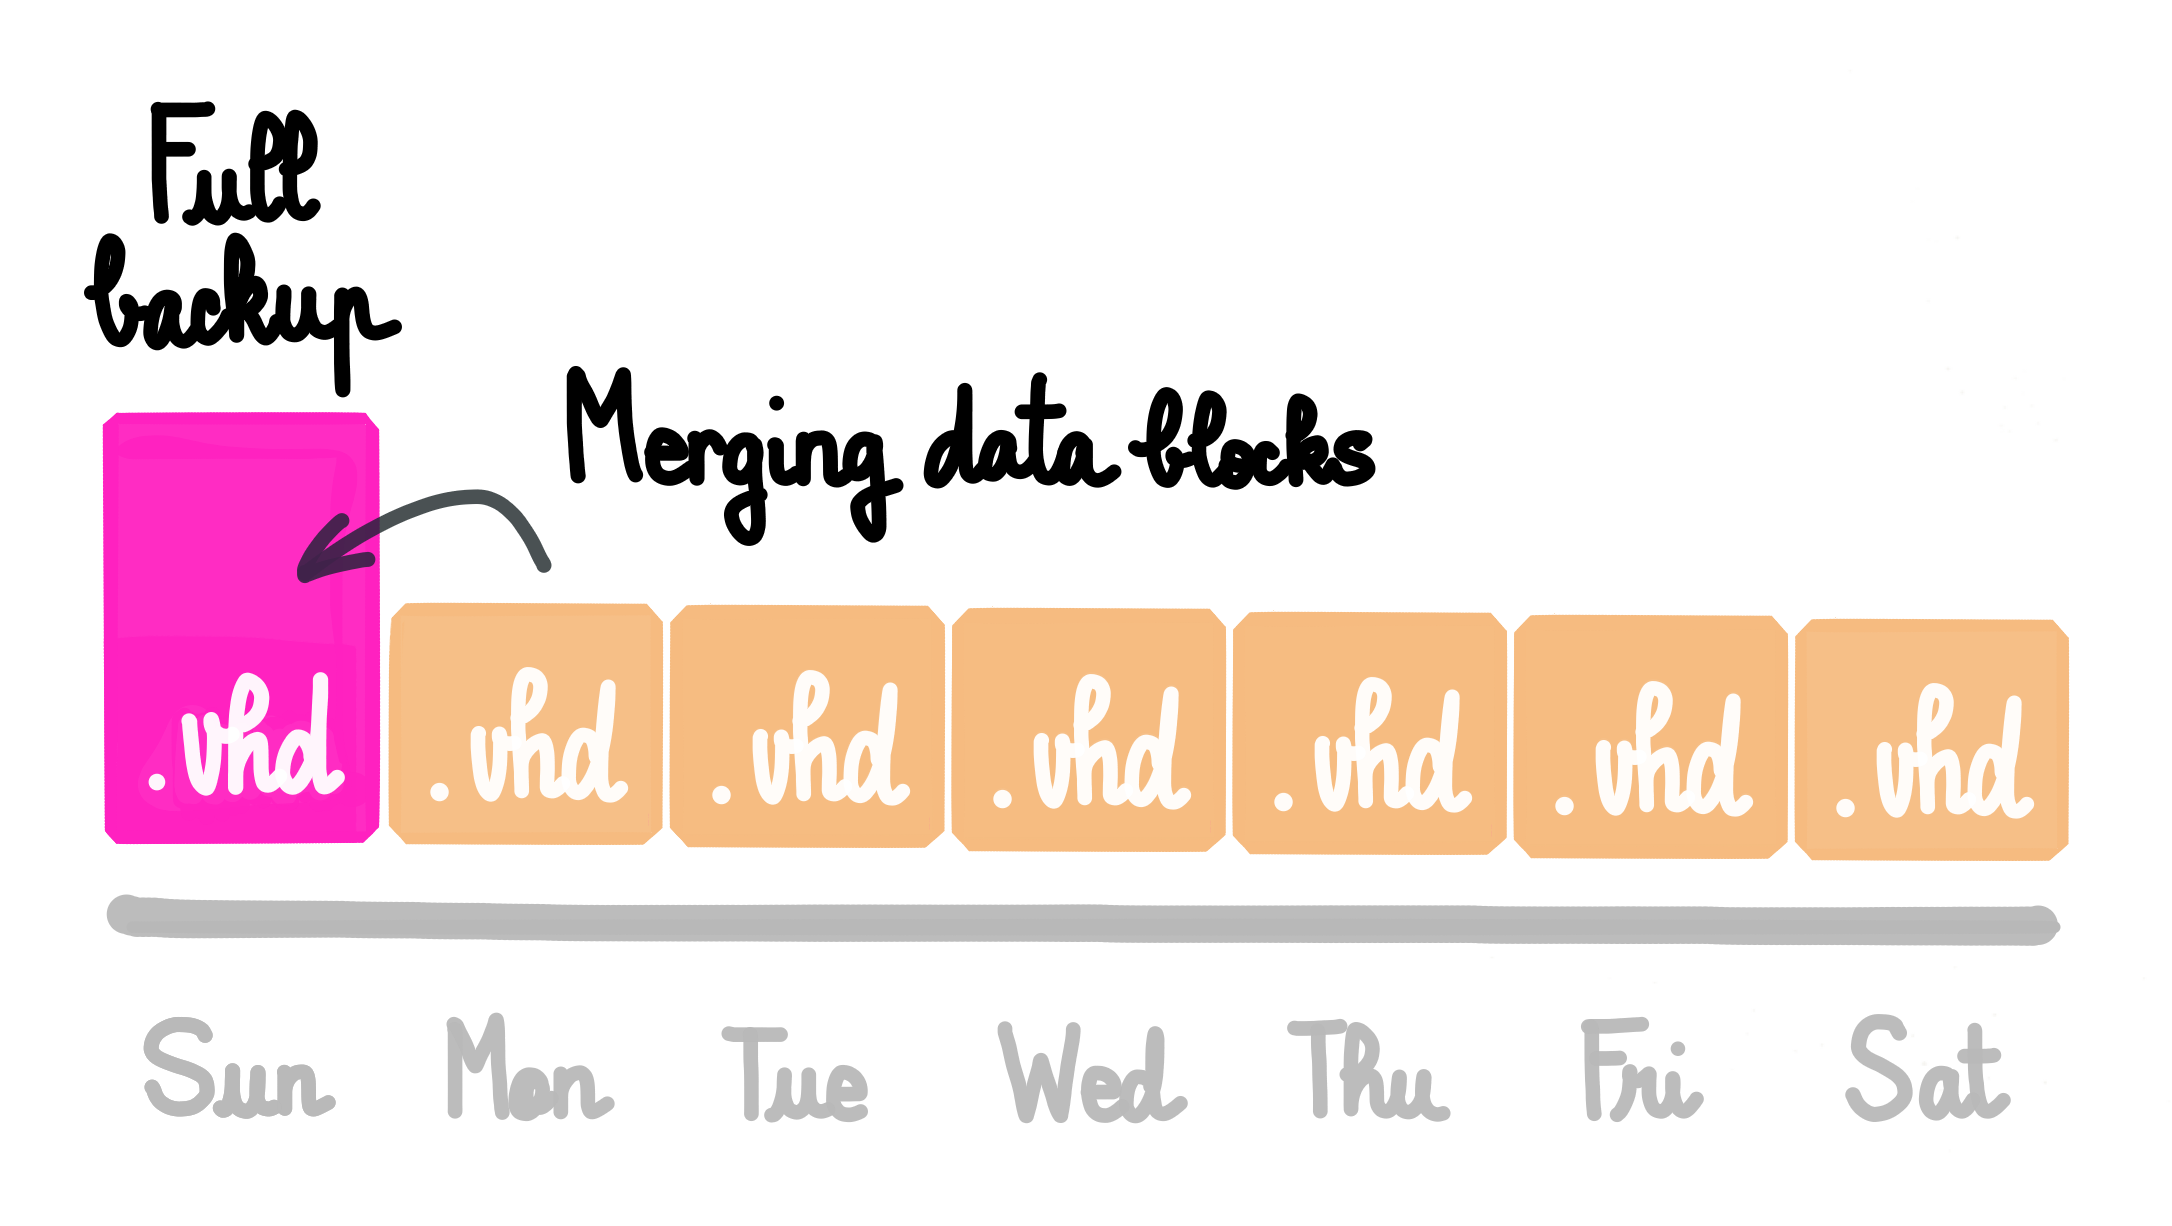 Full
backup
Merging data blocks
.vhd .vhd .vhd .vhd .vhd .vhd .vhd
Sun Mon Tue Wed Thu Fri Sat